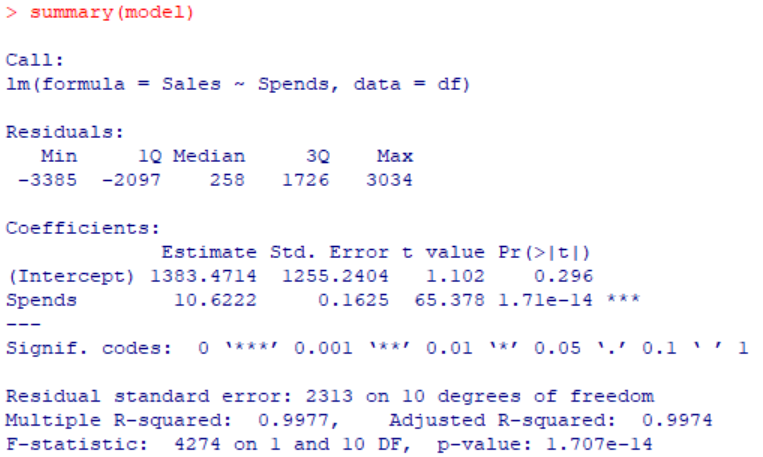 > summary(model)
Call:
lm(formula = Sales ~ Spends, data = df)
Residuals:
   Min     1Q Median     3Q    Max
 -3385  -2097    258   1726   3034
Coefficients:
             Estimate Std. Error t value Pr(>|t|)
(Intercept) 1383.4714  1255.2404   1.102    0.296
Spends        10.6222     0.1625  65.378 1.71e-14 ***
---
Signif. codes:  0 ‘***’ 0.001 ‘**’ 0.01 ‘*’ 0.05 ‘.’ 0.1 ‘ ’ 1
Residual standard error: 2313 on 10 degrees of freedom
Multiple R-squared:  0.9977,    Adjusted R-squared:  0.9974
F-statistic:  4274 on 1 and 10 DF,  p-value: 1.707e-14